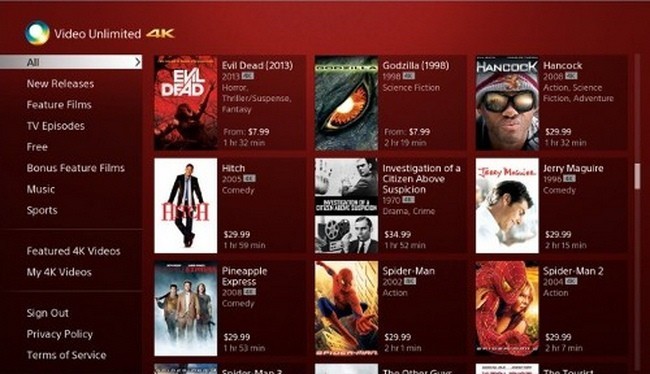 Video Unlimited 4K
All
New Releases
Feature Films
TV Episodes
Free
Bonus Feature Films
Music
Sports
Featured 4K Videos
My 4K Videos
Sign Out
Privacy Policy
Terms of Service
EVIL
DEAD
Evil Dead (2013)
2013 4K
Horror,
Thriller/Suspense,
Fantasy
From: $7.99
1 hr 32 min
GODZILLA
Godzilla (1998)
1998 4K
Science Fiction
From: $7.99
2 hr 19 min
HANCOCK
Hancock
2008 4K
Action, Science
Fiction, Adventure
$29.99
1 hr 32 min
HITCH
Hitch
2005 4K
Comedy
$29.99
1 hr 59 min
INVESTIGATION OF A
CITIZEN ABOVE SUSPICION
Investigation of a
Citizen Above
Suspicion
1970 4K
Drama, Crime
$34.99
1 hr 52 min
Jerry Maguire
Jerry Maguire
1996 4K
Comedy
$29.99
2 hr 15 min
Pineapple
Express
2008 4K
Comedy
$29.99
1 hr 53 min
SPIDER-MAN
Spider-Man
2002 4K
Action
$29.99
2 hr 1 min
Spider-Man 2
2004 4K
Action
$29.99
2 hr 7 min
Spider-Man 3
The Other Guys
The Tourist